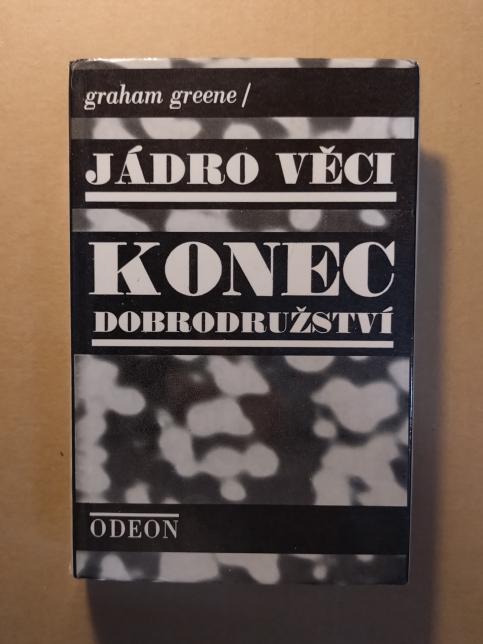 graham greene /
JÁDRO VĚCI
KONEC
DOBRODRUŽSTVÍ
ODEON